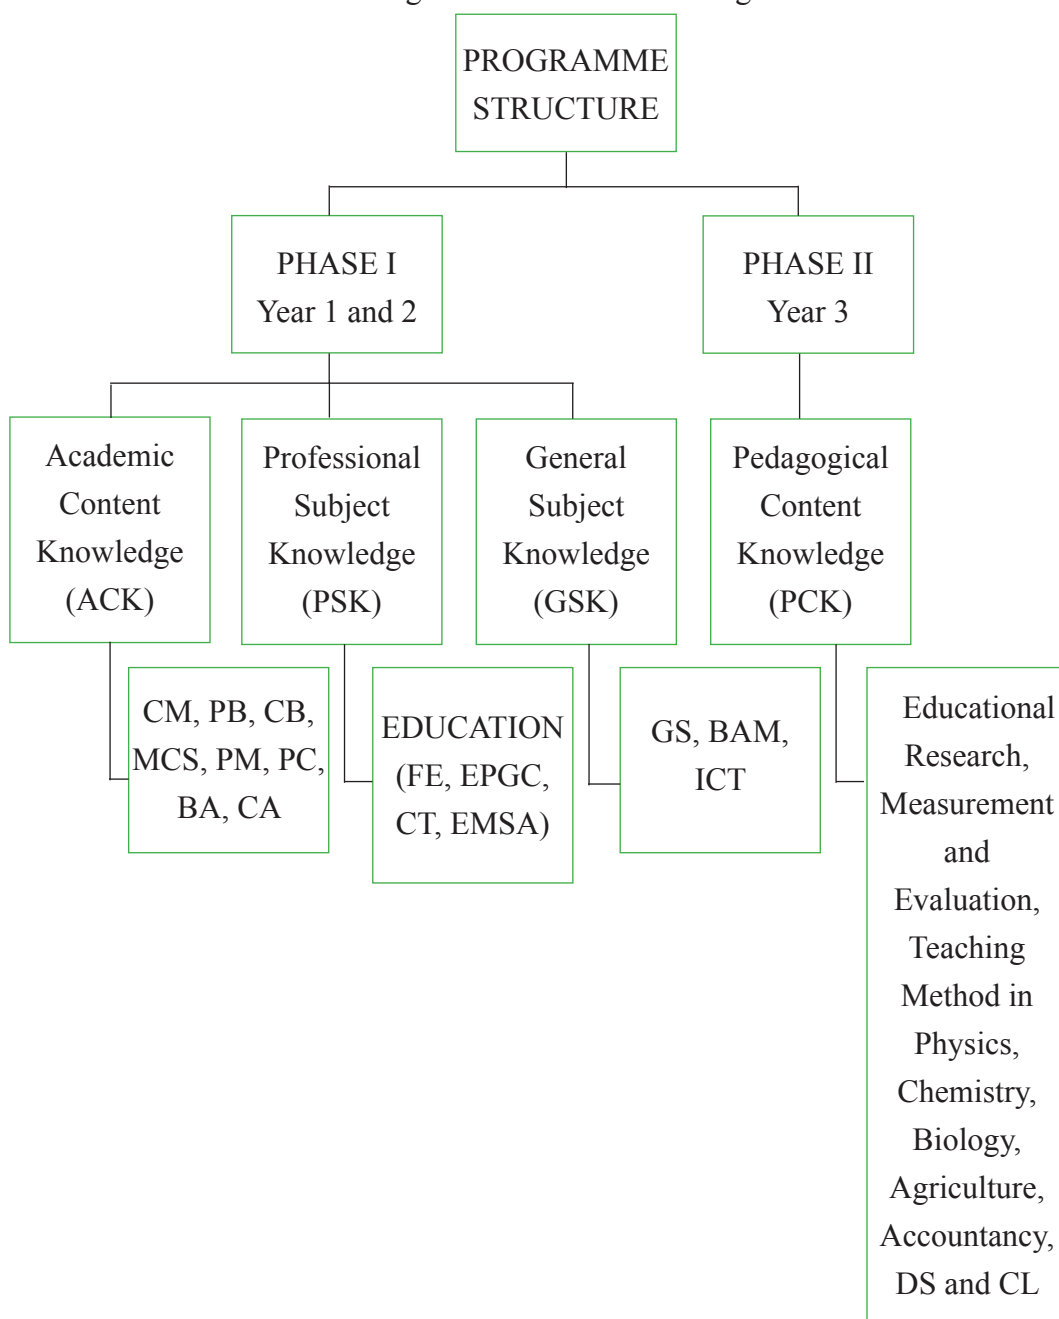 PROGRAMME
STRUCTURE
PHASE I
Year 1 and 2
PHASE II
Year 3
Academic
Content
Knowledge
(ACK)
Professional
Subject
Knowledge
(PSK)
General
Subject
Knowledge
(GSK)
Pedagogical
Content
Knowledge
(PCK)
CM, PB, CB,
MCS, PM, PC,
BA, CA
EDUCATION
(FE, EPGC,
CT, EMSA)
GS, BAM,
ICT
Educational
Research,
Measurement
and
Evaluation,
Teaching
Method in
Physics,
Chemistry,
Biology,
Agriculture,
Accountancy,
DS and CL